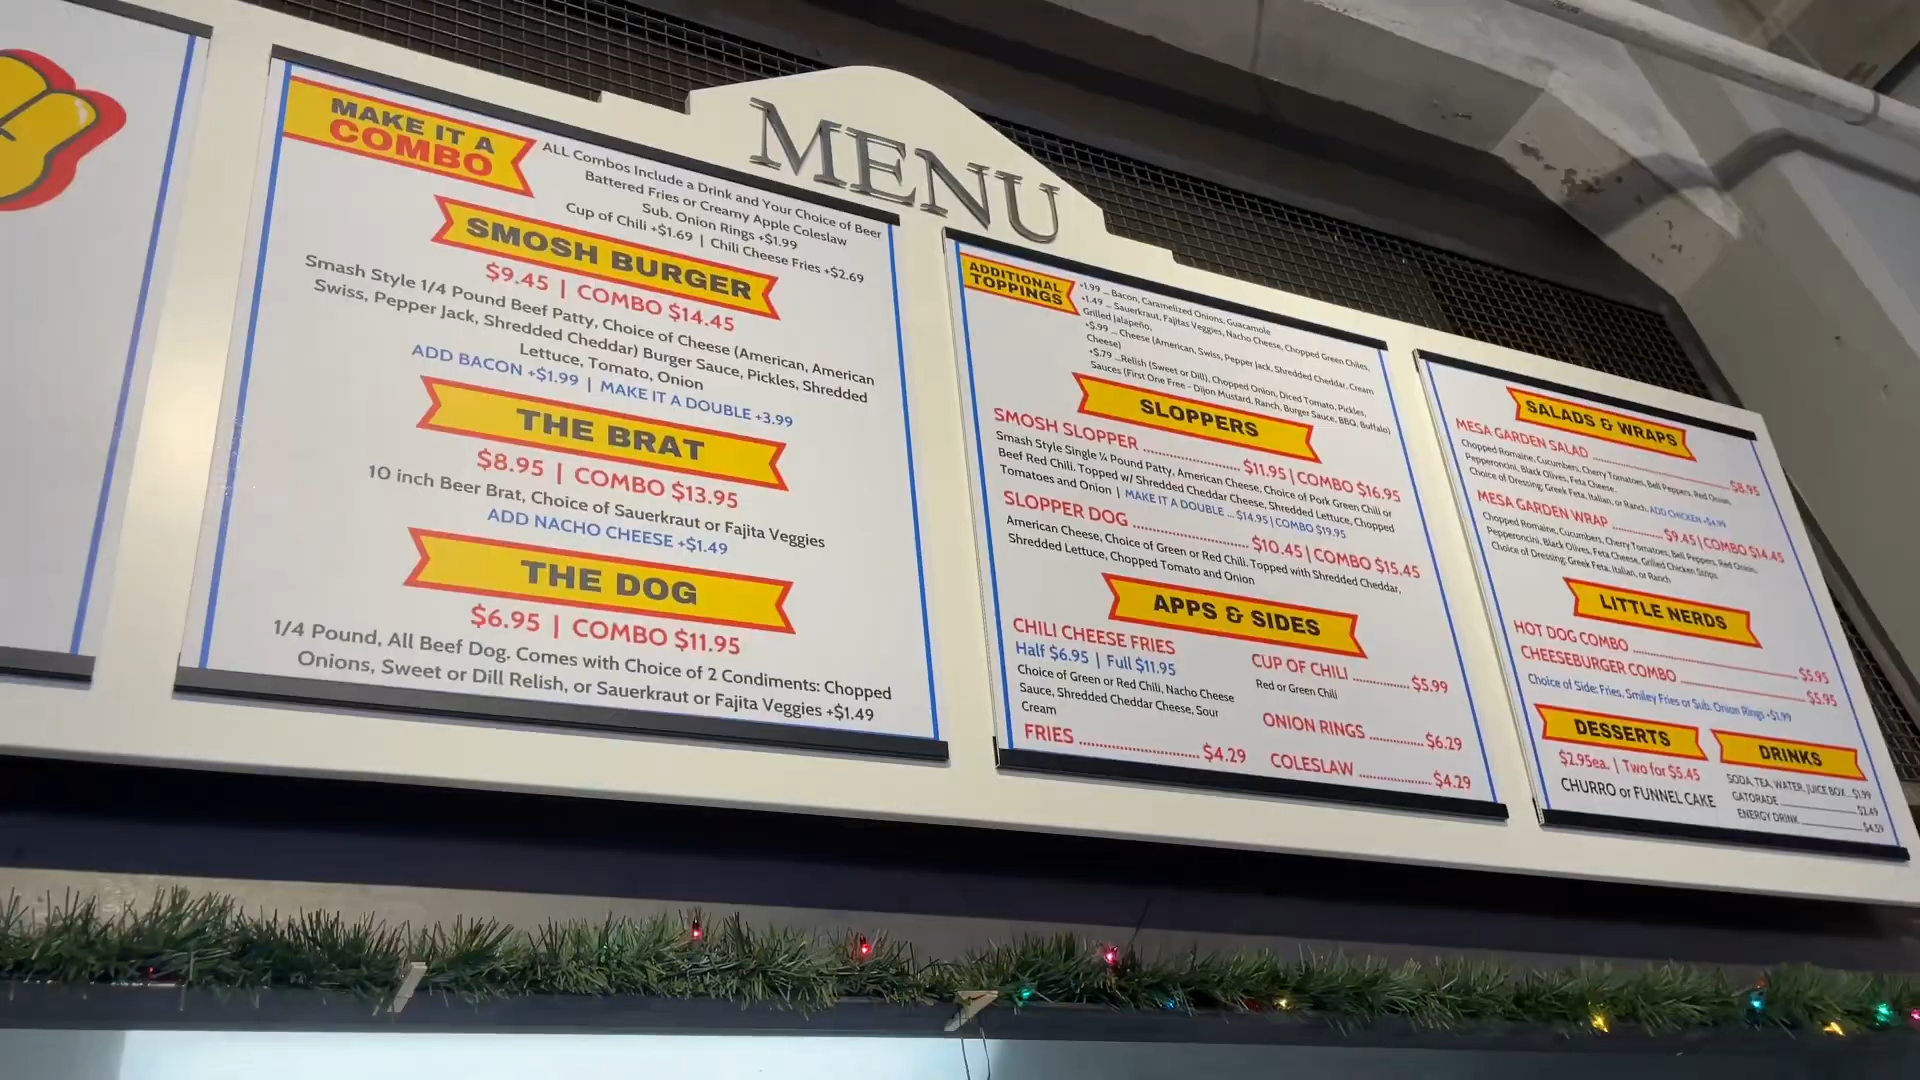 MENU
MAKE IT A
COMBO
ALL Combos Include a Drink and Your Choice of Beer
Battered Fries or Creamy Apple Coleslaw
Sub. Onion Rings +$1.99
Cup of Chili +$1.69 | Chili Cheese Fries +$2.69
SMOSH BURGER
$9.45 | COMBO $14.45
Smash Style 1/4 Pound Beef Patty, Choice of Cheese (American, American
Swiss, Pepper Jack, Shredded Cheddar) Burger Sauce, Pickles, Shredded
Lettuce, Tomato, Onion
ADD BACON +$1.99 | MAKE IT A DOUBLE +3.99
THE BRAT
$8.95 | COMBO $13.95
10 inch Beer Brat, Choice of Sauerkraut or Fajita Veggies
ADD NACHO CHEESE +$1.49
THE DOG
$6.95 | COMBO $11.95
1/4 Pound, All Beef Dog. Comes with Choice of 2 Condiments: Chopped
Onions, Sweet or Dill Relish, or Sauerkraut or Fajita Veggies +$1.49
ADDITIONAL
TOPPINGS
+1.99 ... Bacon, Caramelized Onions, Guacamole
+1.49 ... Sauerkraut, Fajitas Veggies, Nacho Cheese, Chopped Green Chiles,
Grilled Jalapeño,
+$.99 ... Cheese (American, Swiss, Pepper Jack, Shredded Cheddar, Cream
Cheese)
+$.79 ...Relish (Sweet or Dill), Chopped Onion, Diced Tomato, Pickles,
Sauces (First One Free - Dijon Mustard, Ranch, Burger Sauce, BBQ, Buffalo)
SLOPPERS
SMOSH SLOPPER ........................ $11.95 | COMBO $16.95
Smash Style Single ¼ Pound Patty, American Cheese, Choice of Pork Green Chili or
Beef Red Chili. Topped w/ Shredded Cheddar Cheese, Shredded Lettuce, Chopped
Tomatoes and Onion | MAKE IT A DOUBLE ... $14.95 | COMBO $19.95
SLOPPER DOG ........................ $10.45 | COMBO $15.45
American Cheese, Choice of Green or Red Chili. Topped with Shredded Cheddar,
Shredded Lettuce, Chopped Tomato and Onion
APPS & SIDES
CHILI CHEESE FRIES
Half $6.95 | Full $11.95
Choice of Green or Red Chili, Nacho Cheese
Sauce, Shredded Cheddar Cheese, Sour
Cream
FRIES ........................ $4.29
CUP OF CHILI ............ $5.99
Red or Green Chili
ONION RINGS ............ $6.29
COLESLAW ................ $4.29
SALADS & WRAPS
MESA GARDEN SALAD ........................ $8.95
Chopped Romaine, Cucumbers, Cherry Tomatoes, Bell Peppers, Red Onion,
Pepperoncini, Black Olives, Feta Cheese.
Choice of Dressing: Greek Feta, Italian, or Ranch. ADD CHICKEN +$4.99
MESA GARDEN WRAP ............ $9.45 | COMBO $14.45
Chopped Romaine, Cucumbers, Cherry Tomatoes, Bell Peppers, Red Onion,
Pepperoncini, Black Olives, Feta Cheese, Grilled Chicken Strips.
Choice of Dressing: Greek Feta, Italian, or Ranch
LITTLE NERDS
HOT DOG COMBO ........................ $5.95
CHEESEBURGER COMBO ........................ $5.95
Choice of Side: Fries, Smiley Fries or Sub. Onion Rings +$1.99
DESSERTS
$2.95ea. | Two for $5.45
CHURRO or FUNNEL CAKE
DRINKS
SODA, TEA, WATER, JUICE BOX... $1.99
GATORADE ............ $2.49
ENERGY DRINK ............ $4.59